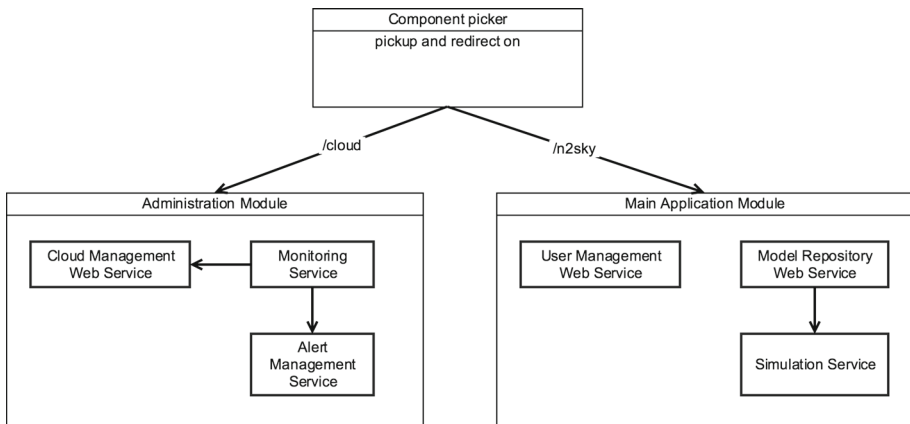 Component picker
pickup and redirect on
/cloud
/n2sky
Administration Module
Cloud Management
Web Service
Monitoring
Service
Alert
Management
Service
Main Application Module
User Management
Web Service
Model Repository
Web Service
Simulation Service